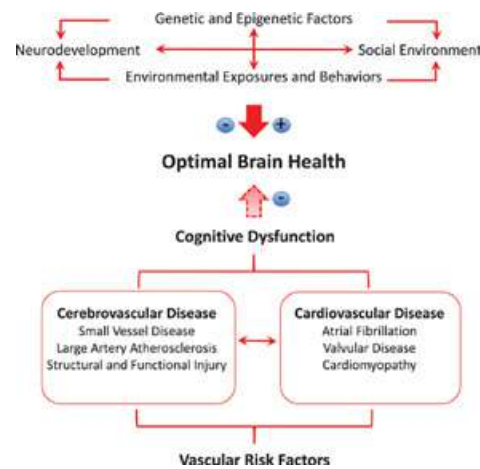 Genetic and Epigenetic Factors
Neurodevelopment Social Environment
Environmental Exposures and Behaviors
- +
Optimal Brain Health
-
Cognitive Dysfunction
Cerebrovascular Disease
Small Vessel Disease
Large Artery Atherosclerosis
Structural and Functional Injury
Cardiovascular Disease
Atrial Fibrillation
Valvular Disease
Cardiomyopathy
Vascular Risk Factors